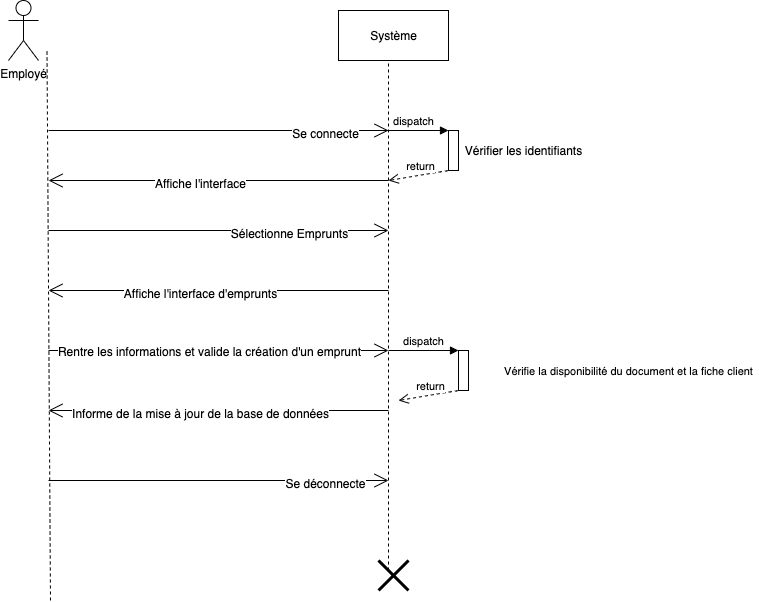 Système
Employé
dispatch
Se connecte
Vérifier les identifiants
return
Affiche l'interface
Sélectionne Emprunts
Affiche l'interface d'emprunts
dispatch
Rentre les informations et valide la création d'un emprunt
Vérifie la disponibilité du document et la fiche client
return
Informe de la mise à jour de la base de données
Se déconnecte